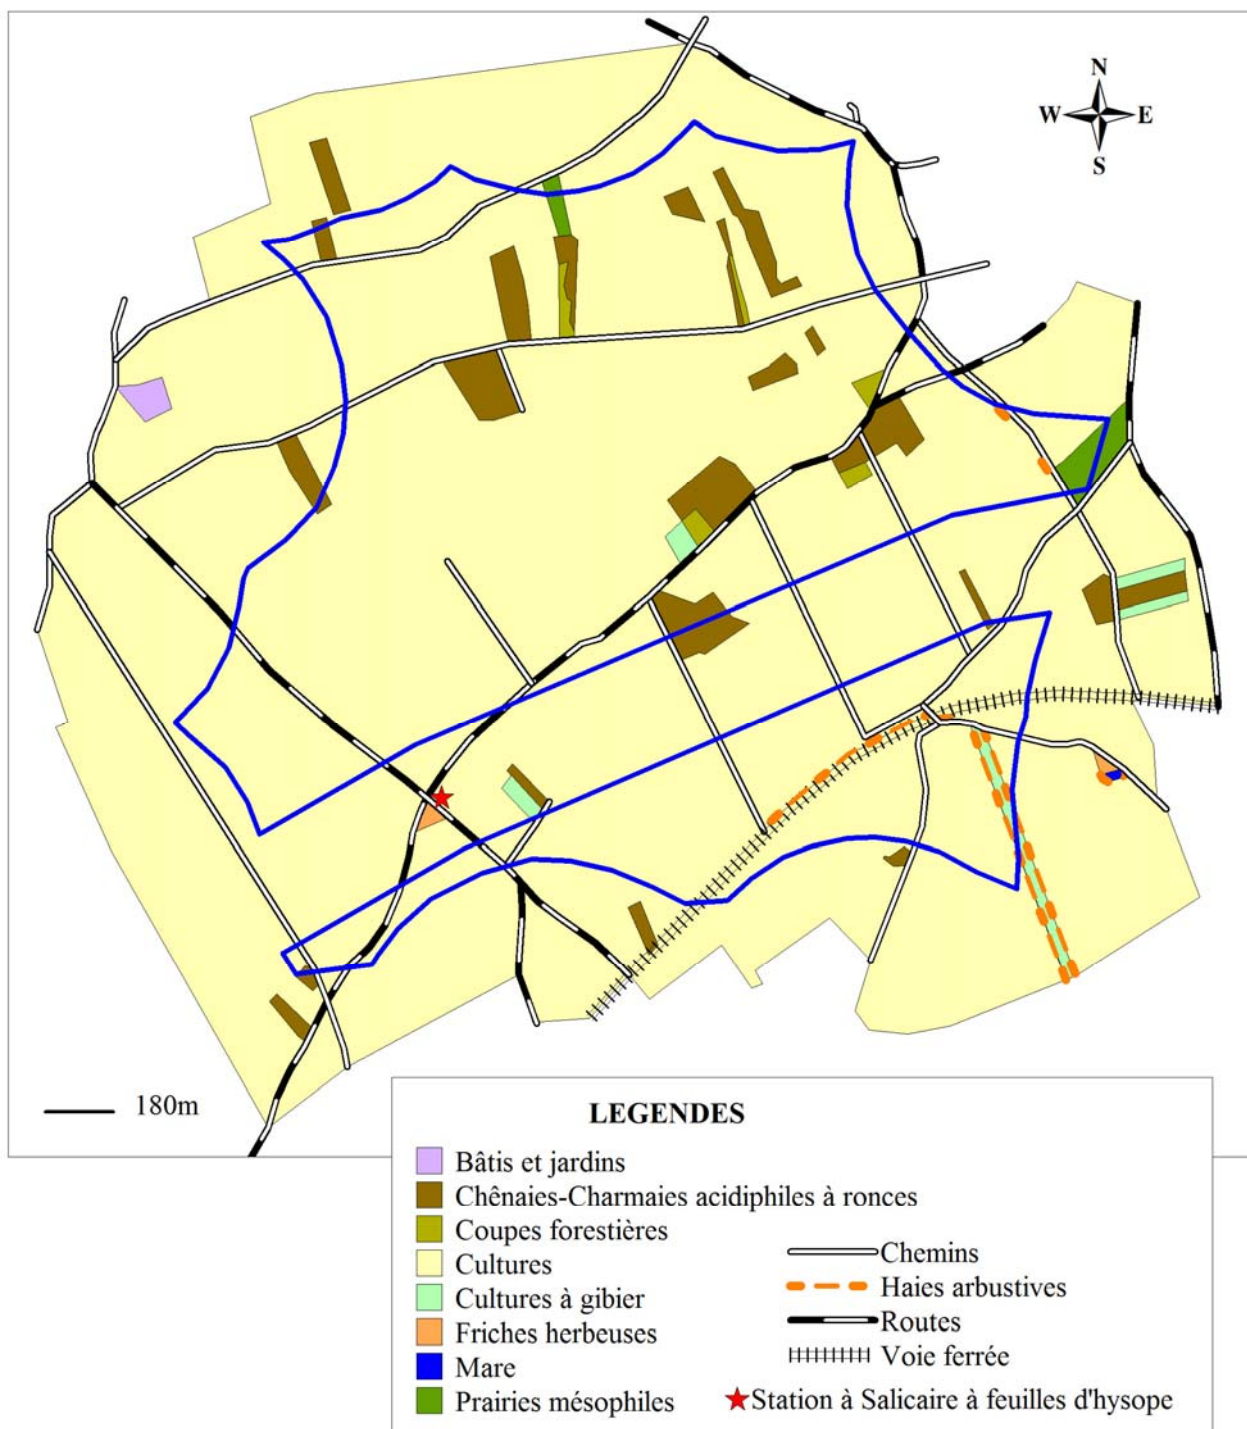 N
W E
S
180m
LEGENDES
Bâtis et jardins
Chênaies-Charmaies acidiphiles à ronces
Coupes forestières
Cultures
Cultures à gibier
Friches herbeuses
Mare
Prairies mésophiles
Chemins
Haies arbustives
Routes
Voie ferrée
Station à Salicaire à feuilles d'hysope